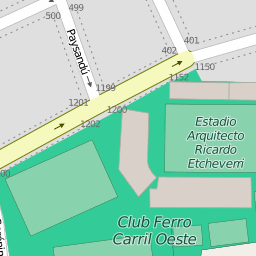 499
500
Paysandú
401
402
1150
1152
1199
1201
1200
1202
Estadio
Arquitecto
Ricardo
Etcheverri
Club Ferro
Carril Oeste